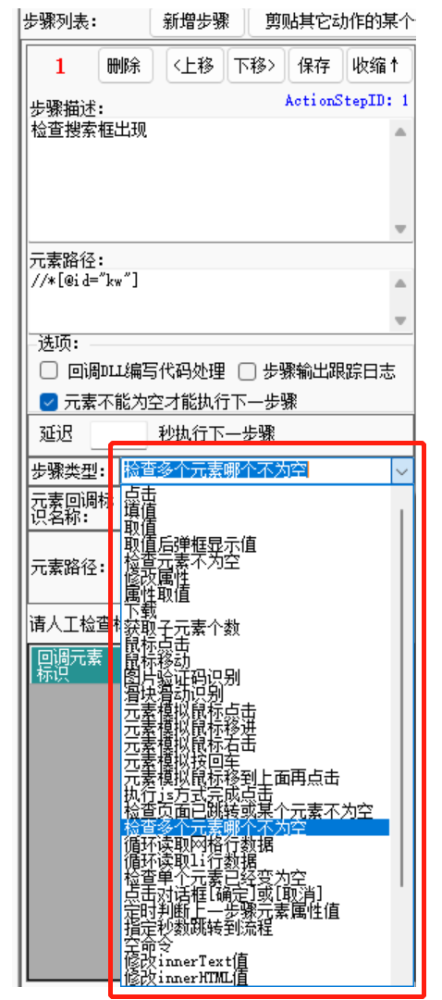 步骤列表: 新增步骤 剪贴其它动作的某个
1 删除 <上移 下移> 保存 收缩↑
步骤描述: ActionStepID: 1
检查搜索框出现
元素路径:
//*[@id="kw"]
选项:
回调DLL编写代码处理 步骤输出跟踪日志
元素不能为空才能执行下一步骤
延迟 秒执行下一步骤
步骤类型: 检查多个元素哪个不为空
元素回调标
识名称:
元素路径:
请人工检查
回调元素
标识
点击
填值
取值
取值后弹框显示值
检查元素不为空
修改属性
属性取值
下载
获取子元素个数
鼠标点击
鼠标移动
图片验证码识别
滑块滑动识别
元素模拟鼠标点击
元素模拟鼠标移进
元素模拟鼠标右击
元素模拟按回车
元素模拟鼠标移到上面再点击
执行js方式完成点击
检查页面已跳转或某个元素不为空
检查多个元素哪个不为空
循环读取网格行数据
循环读取li行数据
检查单个元素已经变为空
点击对话框[确定]或[取消]
定时判断上一步骤元素属性值
指定秒数跳转到流程
空命令
修改innerText值
修改innerHTML值